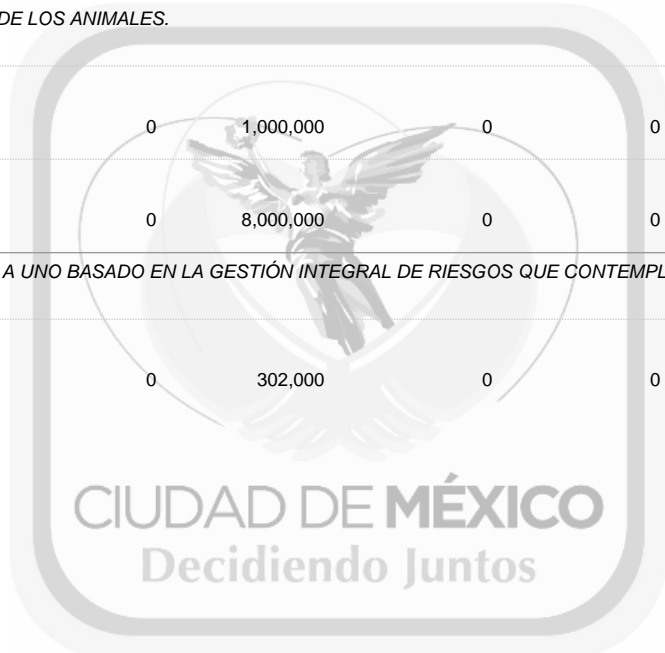 DE LOS ANIMALES.
0 1,000,000 0 0
0 8,000,000 0 0
A UNO BASADO EN LA GESTIÓN INTEGRAL DE RIESGOS QUE CONTEMPL
0 302,000 0 0
CIUDAD DE MÉXICO
Decidiendo Juntos